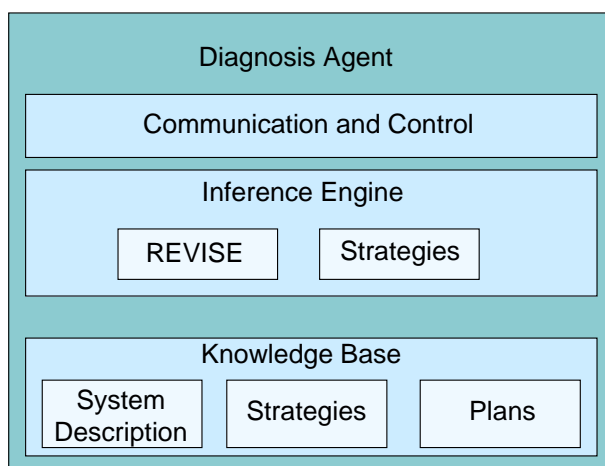 Diagnosis Agent
Communication and Control
Inference Engine
REVISE
Strategies
Knowledge Base
System
Description
Strategies
Plans